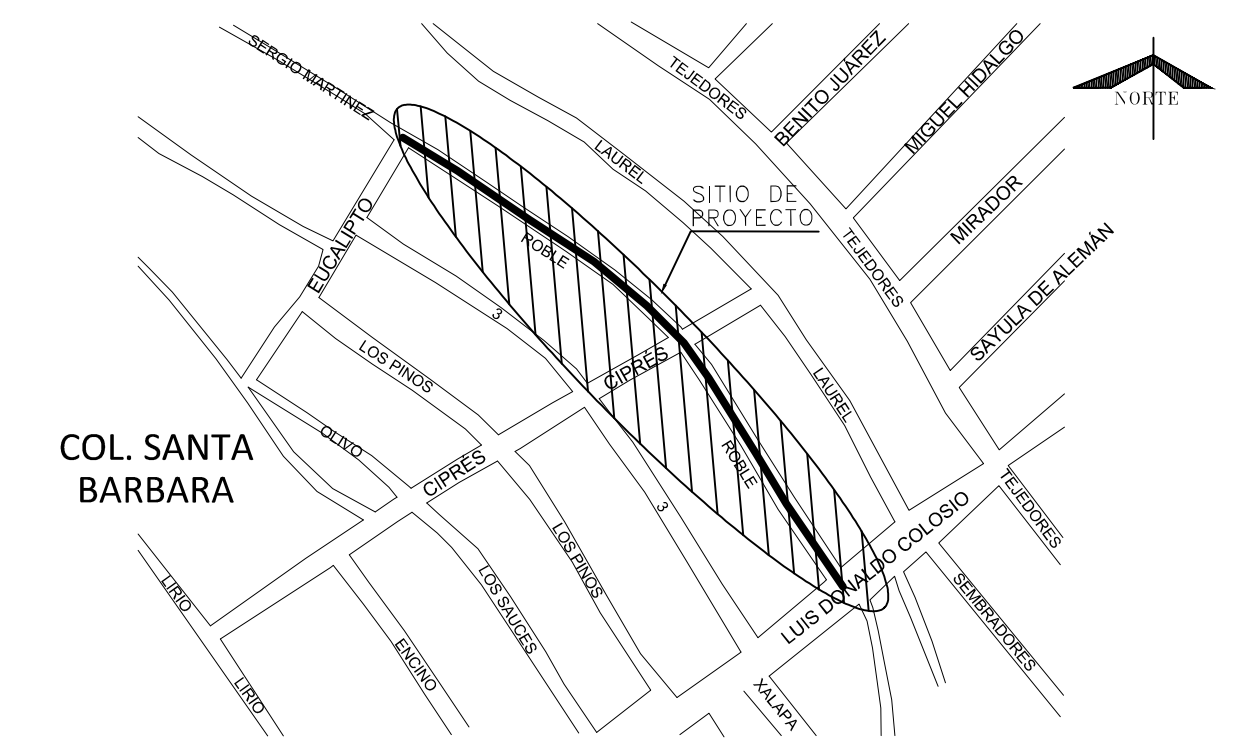 SERGIO MARTINEZ
TEJEDORES
BENITO JUÁREZ
MIGUEL HIDALGO
NORTE
LAUREL
SITIO DE
PROYECTO
MIRADOR
EUCALIPTO
ROBLE
TEJEDORES
SAYULA DE ALEMÁN
3
LOS PINOS
CIPRÉS
LAUREL
COL. SANTA
BARBARA
OLIVO
CIPRÉS
ROBLE
3
TEJEDORES
LUIS DONALDO COLOSIO
LOS PINOS
LIRIO
LOS SAUCES
SEMBRADORES
ENCINO
LIRIO
XALAPA